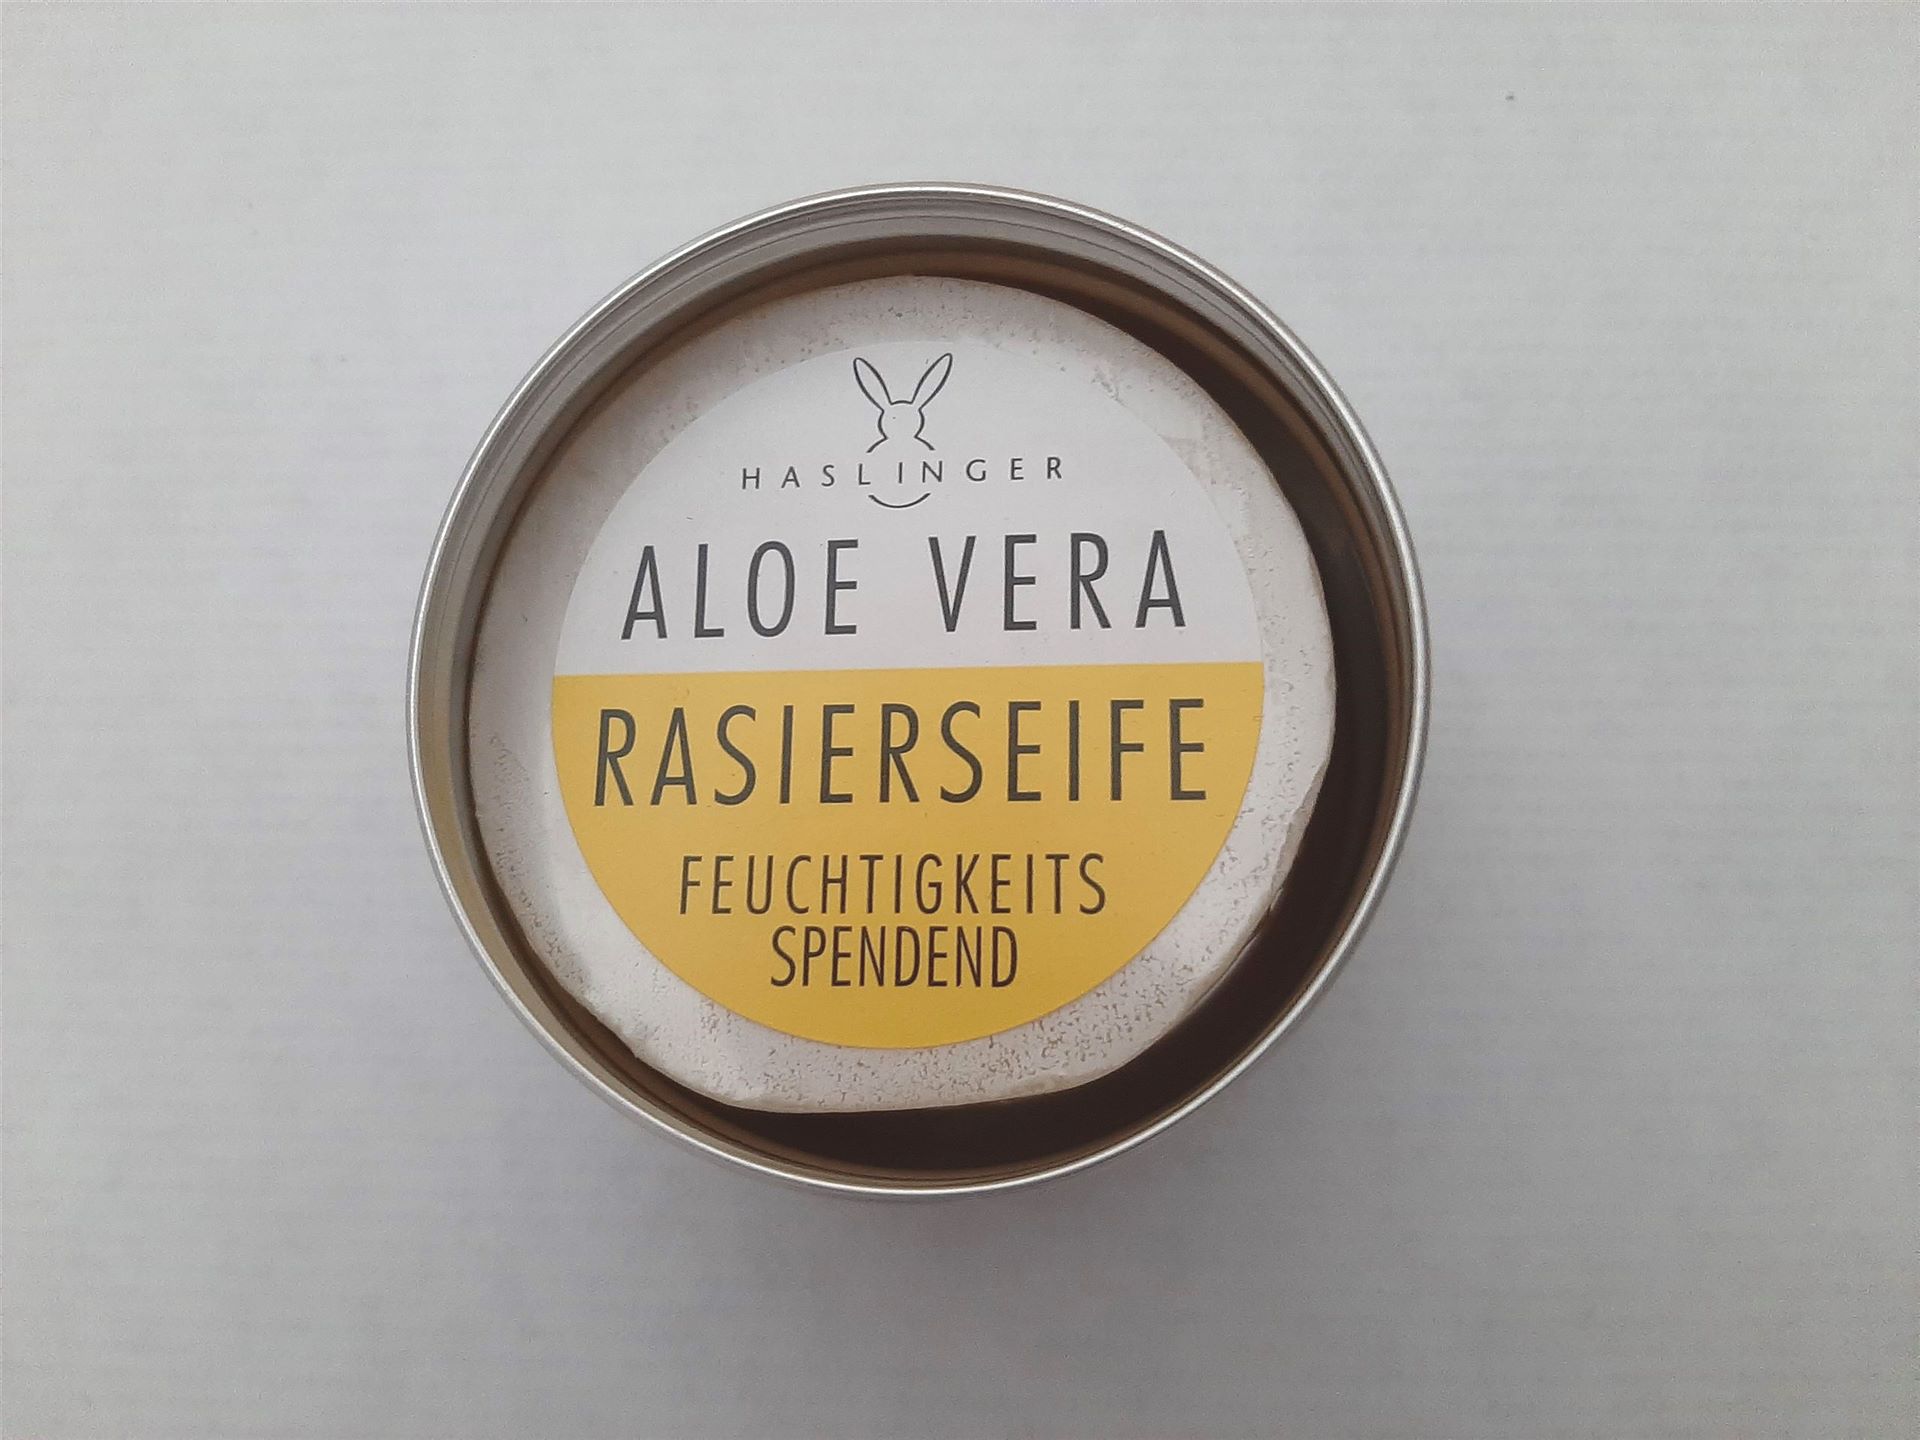 HASLINGER
ALOE VERA
RASIERSEIFE
FEUCHTIGKEITS
SPENDEND